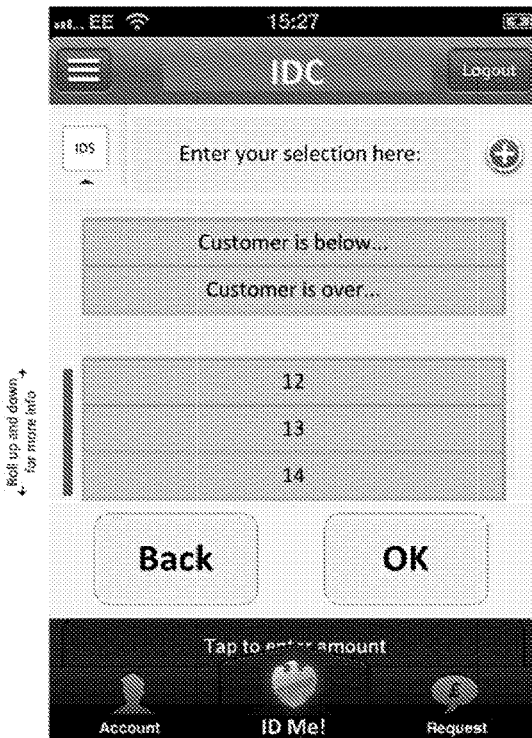 EE 15:27
IDC
Logout
IDS
Enter your selection here:
Customer is below...
Customer is over...
12
13
14
Roll up and down
for more info
Back
OK
Tap to enter amount
£
Account
ID Me!
Request